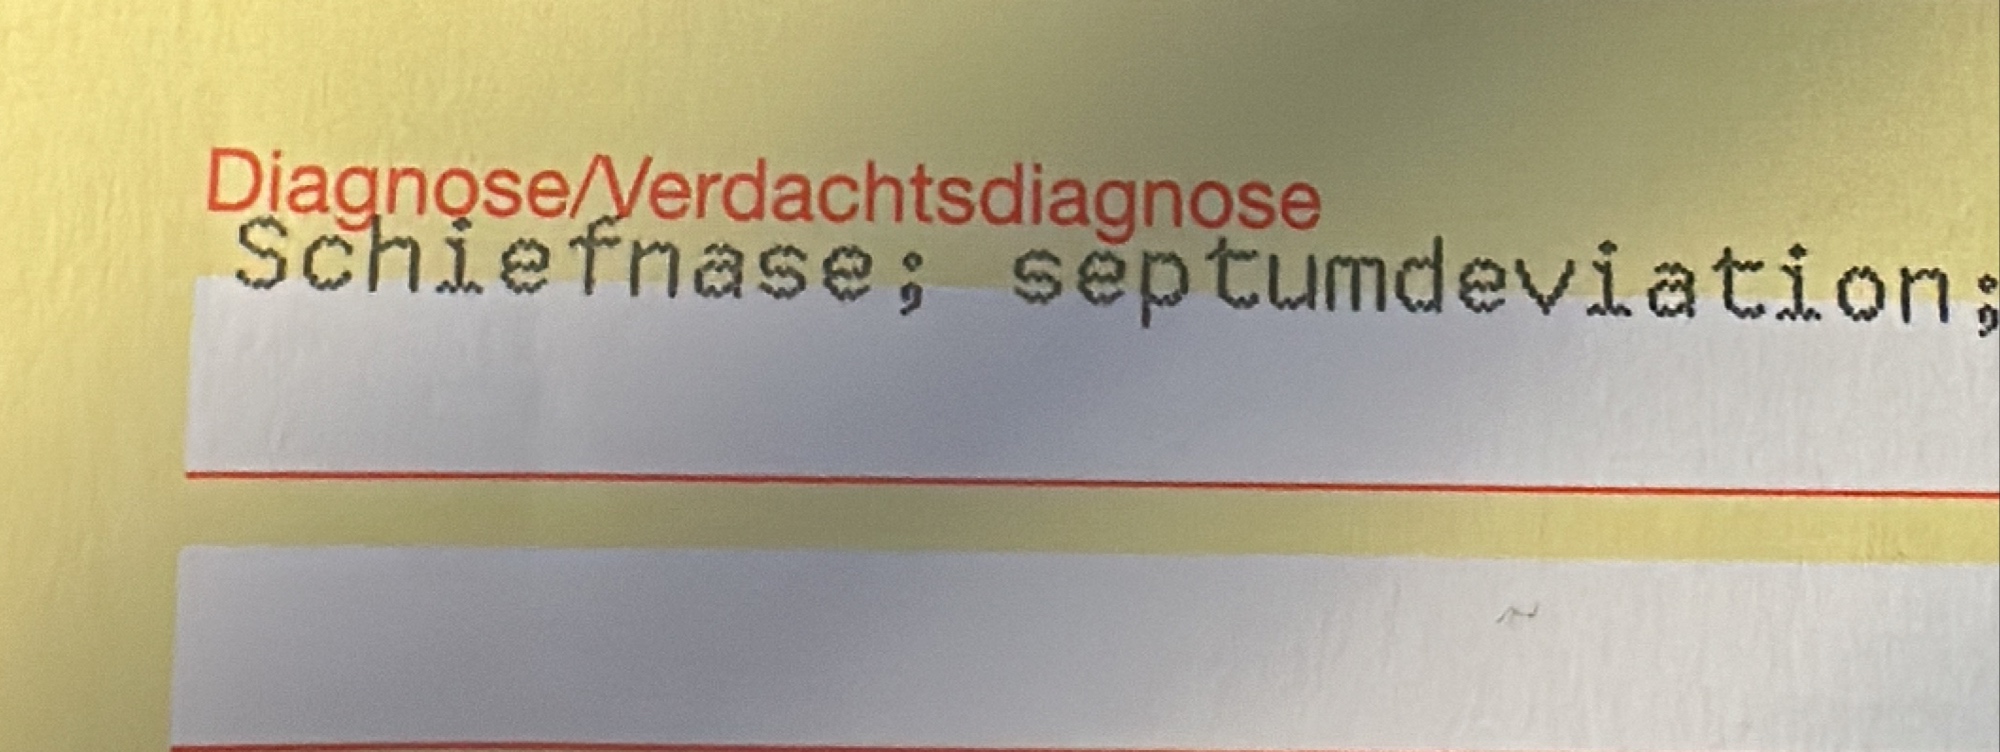 Diagnose/Verdachtsdiagnose
Schiefnase; septumdeviation;